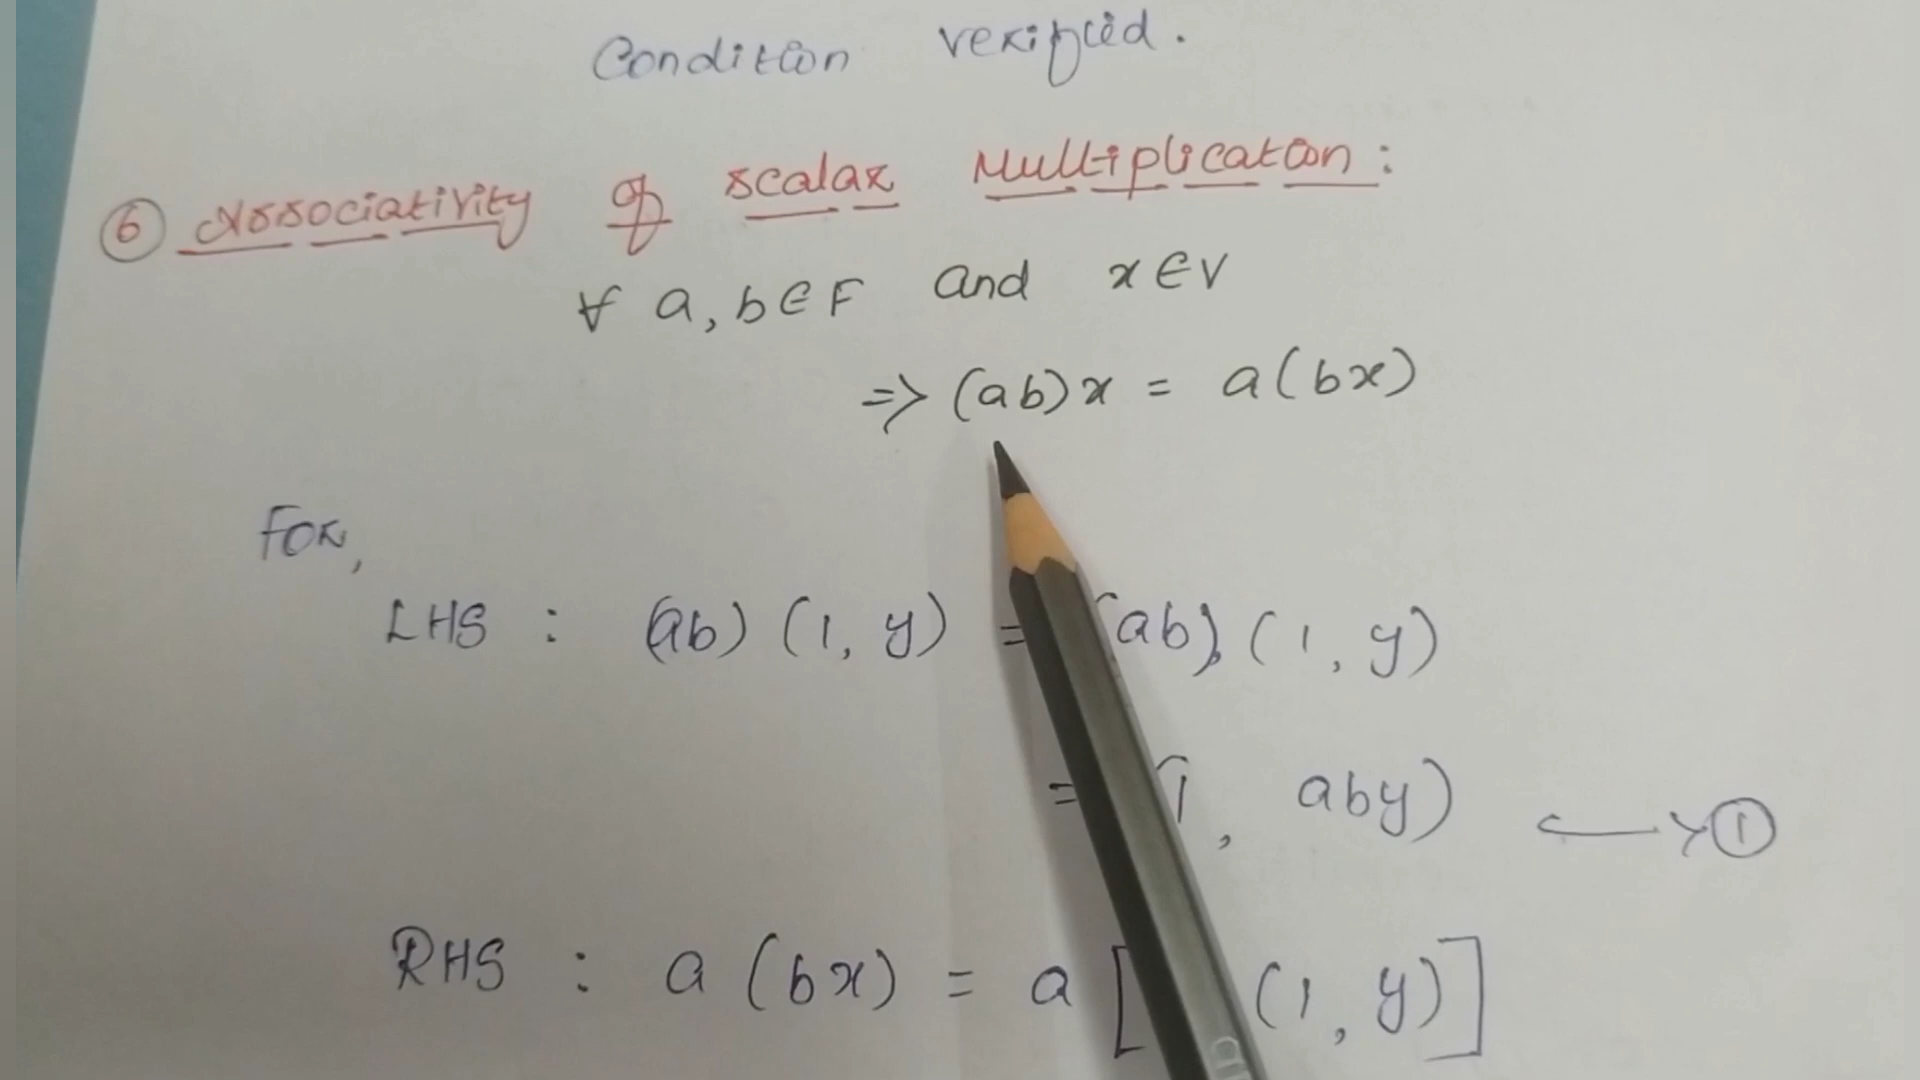 Condition verified.
⑥ Associativity of scalar Multiplication :
∀ a, b ∈ F and x ∈ V
=> (ab)x = a(bx)
For,
LHS : (ab) (1, y) = (ab) (1, y)
= (1, aby) → ①
RHS : a (bx) = a [ (1, y)]